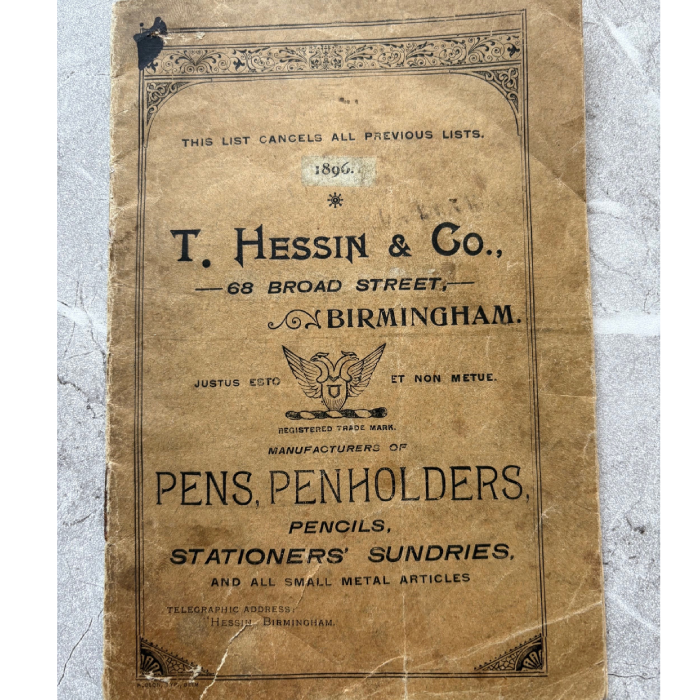 THIS LIST CANCELS ALL PREVIOUS LISTS.
1896.
T. HESSIN & CO.,
68 BROAD STREET,
BIRMINGHAM.
JUSTUS ESTO ET NON METUE.
REGISTERED TRADE MARK.
MANUFACTURERS OF
PENS, PENHOLDERS,
PENCILS,
STATIONERS' SUNDRIES,
AND ALL SMALL METAL ARTICLES
TELEGRAPHIC ADDRESS:
'HESSIN, BIRMINGHAM.